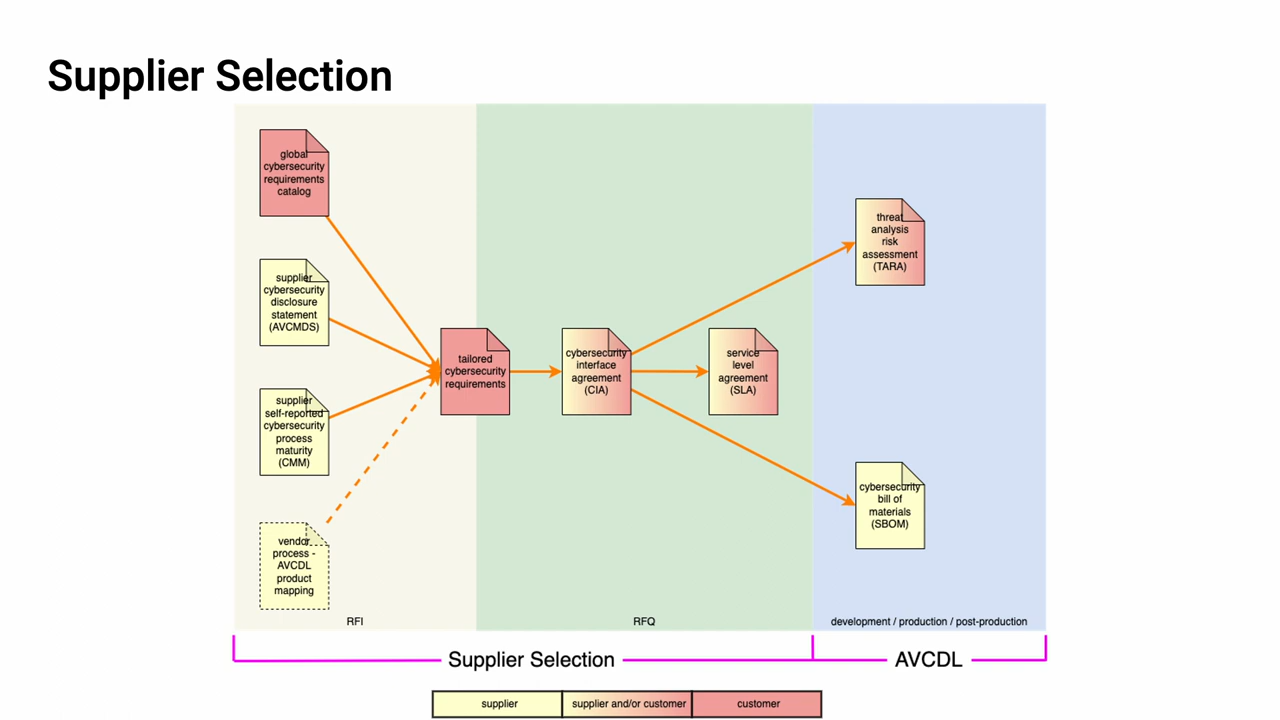 Supplier Selection
global
cybersecurity
requirements
catalog
supplier
cybersecurity
disclosure
statement
(AVCMDS)
supplier
self-reported
cybersecurity
process
maturity
(CMM)
vendor
process -
AVCDL
product
mapping
tailored
cybersecurity
requirements
cybersecurity
interface
agreement
(CIA)
service
level
agreement
(SLA)
threat
analysis
risk
assessment
(TARA)
cybersecurity
bill of
materials
(SBOM)
RFI
RFQ
development / production / post-production
Supplier Selection
AVCDL
supplier
supplier and/or customer
customer